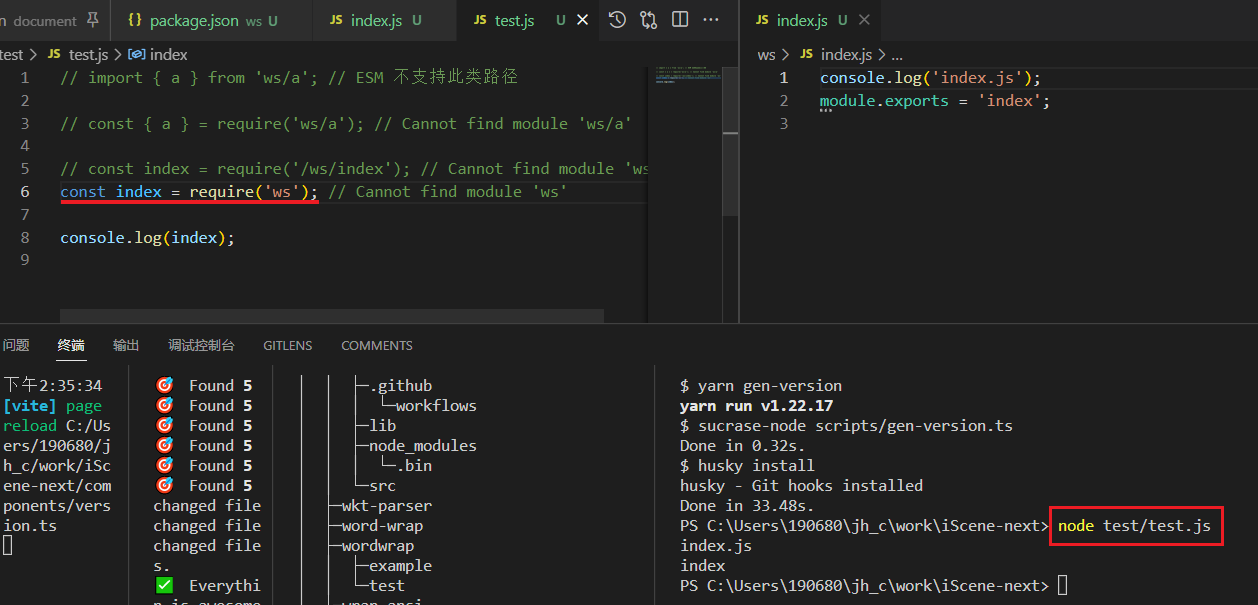 n document
{} package.json ws U
JS index.js U
JS test.js U
JS index.js U
test > JS test.js > index
ws > JS index.js > ...
1 // import { a } from 'ws/a'; // ESM 不支持此类路径
2
3 // const { a } = require('ws/a'); // Cannot find module 'ws/a'
4
5 // const index = require('/ws/index'); // Cannot find module 'ws
6 const index = require('ws'); // Cannot find module 'ws'
7
8 console.log(index);
9
1 console.log('index.js');
2 module.exports = 'index';
3
问题 终端 输出 调试控制台 GITLENS COMMENTS
下午2:35:34
[vite] page
reload C:/Us
ers/190680/j
h_c/work/iSc
ene-next/com
ponents/vers
ion.ts
🎯 Found 5
🎯 Found 5
🎯 Found 5
🎯 Found 5
🎯 Found 5
🎯 Found 5
changed file
changed file
changed file
s.
✅ Everythi
n is awesome
│ │ ├─.github
│ │ │ └─workflows
│ │ ├─lib
│ │ ├─node_modules
│ │ │ └─.bin
│ │ └─src
│ ├─wkt-parser
│ ├─word-wrap
│ ├─wordwrap
│ │ ├─example
│ │ └─test
│ ├─wrap-ansi
$ yarn gen-version
yarn run v1.22.17
$ sucrase-node scripts/gen-version.ts
Done in 0.32s.
$ husky install
husky - Git hooks installed
Done in 33.48s.
PS C:\Users\190680\jh_c\work\iScene-next> node test/test.js
index.js
index
PS C:\Users\190680\jh_c\work\iScene-next>